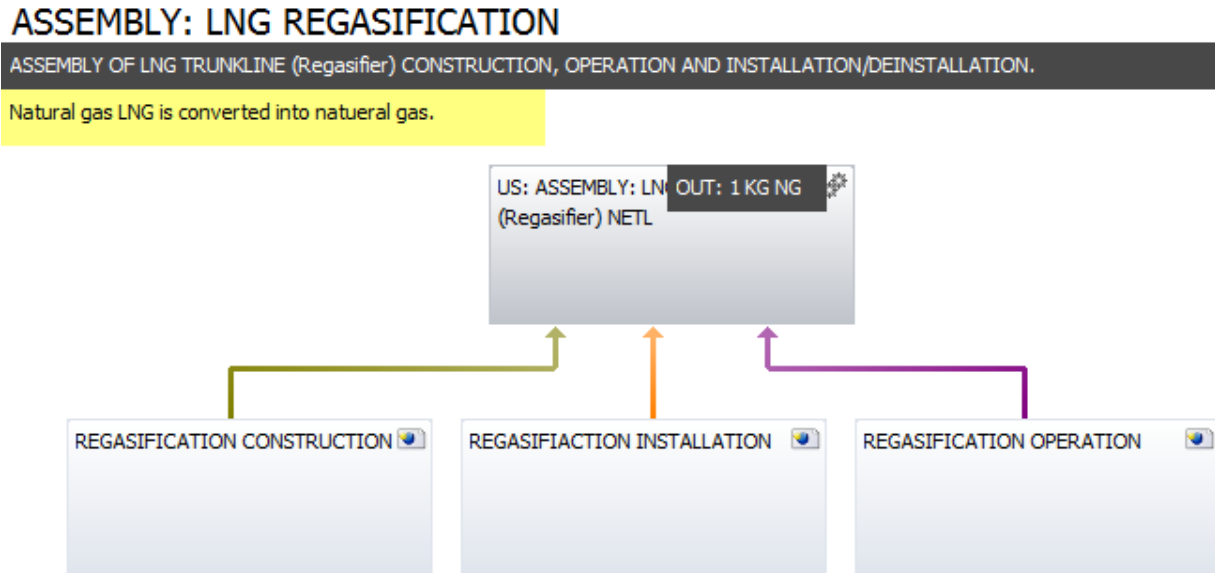 ASSEMBLY: LNG REGASIFICATION
ASSEMBLY OF LNG TRUNKLINE (Regasifier) CONSTRUCTION, OPERATION AND INSTALLATION/DEINSTALLATION.
Natural gas LNG is converted into natueral gas.
US: ASSEMBLY: LN OUT: 1 KG NG
(Regasifier) NETL
REGASIFICATION CONSTRUCTION
REGASIFIACTION INSTALLATION
REGASIFICATION OPERATION